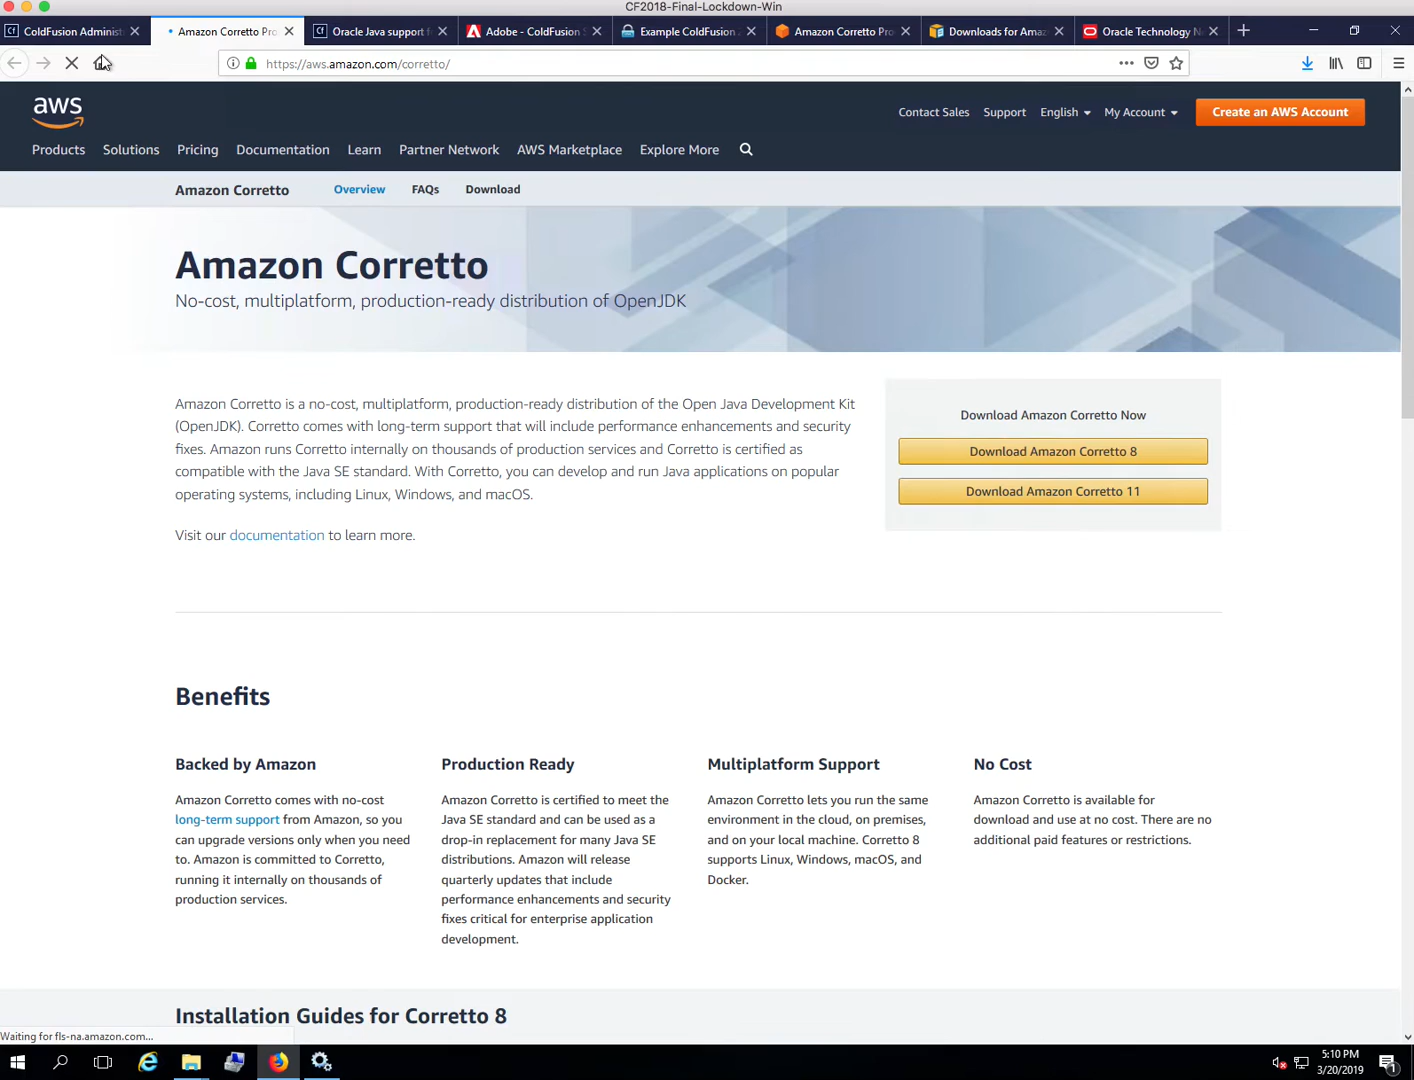 CF2018-Final-Lockdown-Win
ColdFusion Administ
Amazon Corretto Pro
Oracle Java support f
Adobe - ColdFusion S
Example ColdFusion
Amazon Corretto Pro
Downloads for Amaz
Oracle Technology N
https://aws.amazon.com/corretto/
aws
Contact Sales
Support
English
My Account
Create an AWS Account
Products
Solutions
Pricing
Documentation
Learn
Partner Network
AWS Marketplace
Explore More
Amazon Corretto
Overview
FAQs
Download
Amazon Corretto
No-cost, multiplatform, production-ready distribution of OpenJDK
Amazon Corretto is a no-cost, multiplatform, production-ready distribution of the Open Java Development Kit
(OpenJDK). Corretto comes with long-term support that will include performance enhancements and security
fixes. Amazon runs Corretto internally on thousands of production services and Corretto is certified as
compatible with the Java SE standard. With Corretto, you can develop and run Java applications on popular
operating systems, including Linux, Windows, and macOS.
Visit our documentation to learn more.
Download Amazon Corretto Now
Download Amazon Corretto 8
Download Amazon Corretto 11
Benefits
Backed by Amazon
Amazon Corretto comes with no-cost
long-term support from Amazon, so you
can upgrade versions only when you need
to. Amazon is committed to Corretto,
running it internally on thousands of
production services.
Production Ready
Amazon Corretto is certified to meet the
Java SE standard and can be used as a
drop-in replacement for many Java SE
distributions. Amazon will release
quarterly updates that include
performance enhancements and security
fixes critical for enterprise application
development.
Multiplatform Support
Amazon Corretto lets you run the same
environment in the cloud, on premises,
and on your local machine. Corretto 8
supports Linux, Windows, macOS, and
Docker.
No Cost
Amazon Corretto is available for
download and use at no cost. There are no
additional paid features or restrictions.
Installation Guides for Corretto 8
Waiting for fls-na.amazon.com...
5:10 PM
3/20/2019
1